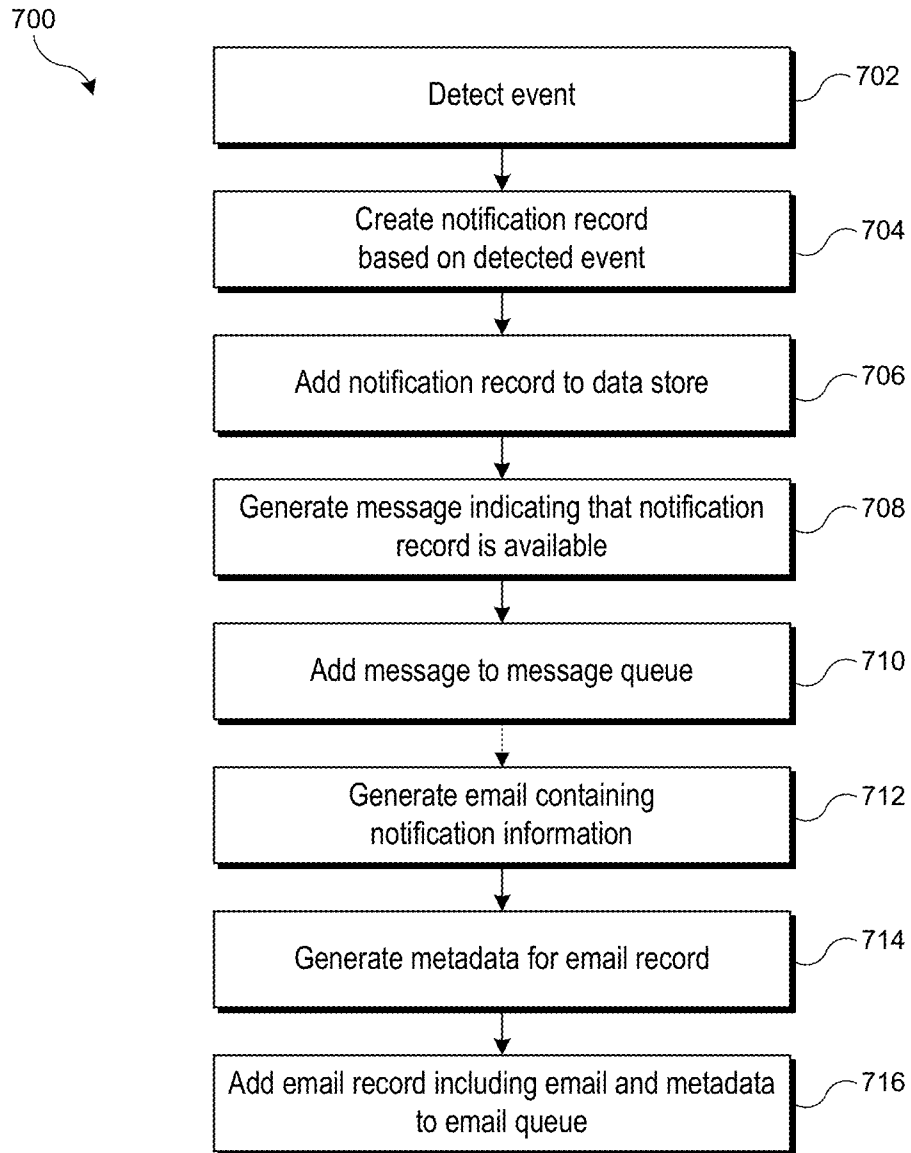 700
Detect event
702
Create notification record
based on detected event
704
Add notification record to data store
706
Generate message indicating that notification
record is available
708
Add message to message queue
710
Generate email containing
notification information
712
Generate metadata for email record
714
Add email record including email and metadata
to email queue
716